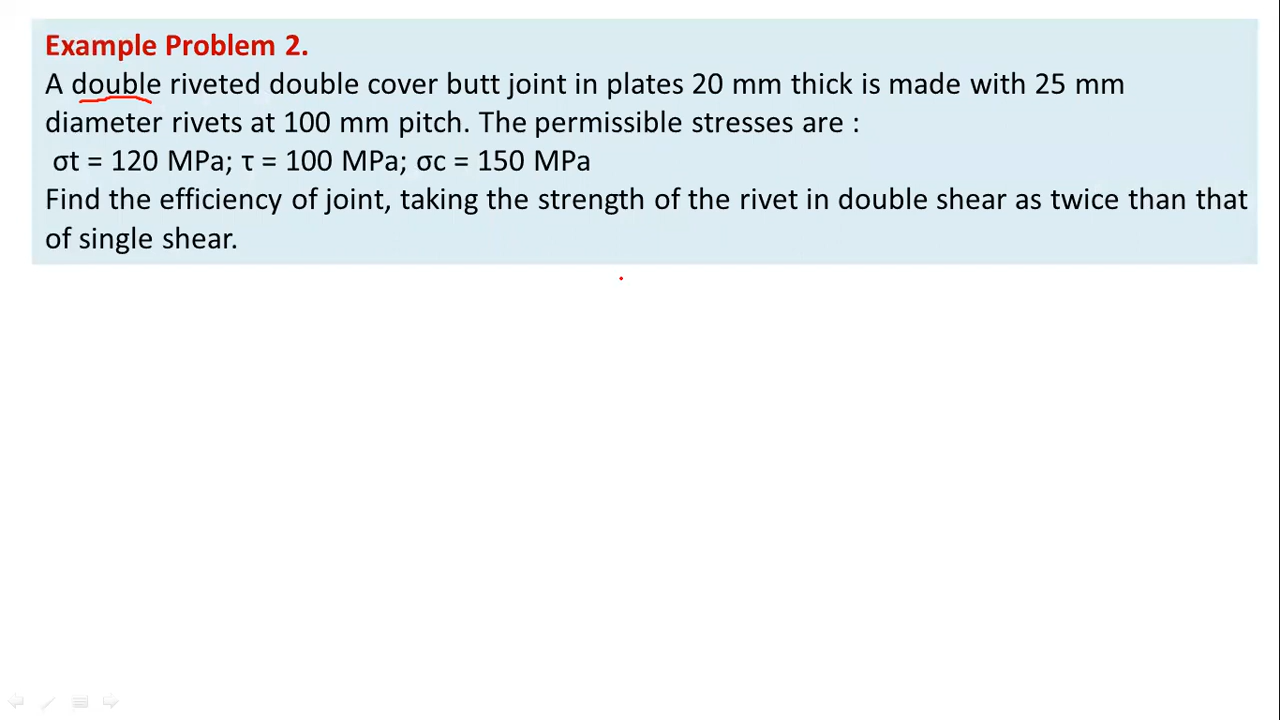 Example Problem 2.
A double riveted double cover butt joint in plates 20 mm thick is made with 25 mm
diameter rivets at 100 mm pitch. The permissible stresses are :
σt = 120 MPa; τ = 100 MPa; σc = 150 MPa
Find the efficiency of joint, taking the strength of the rivet in double shear as twice than that
of single shear.